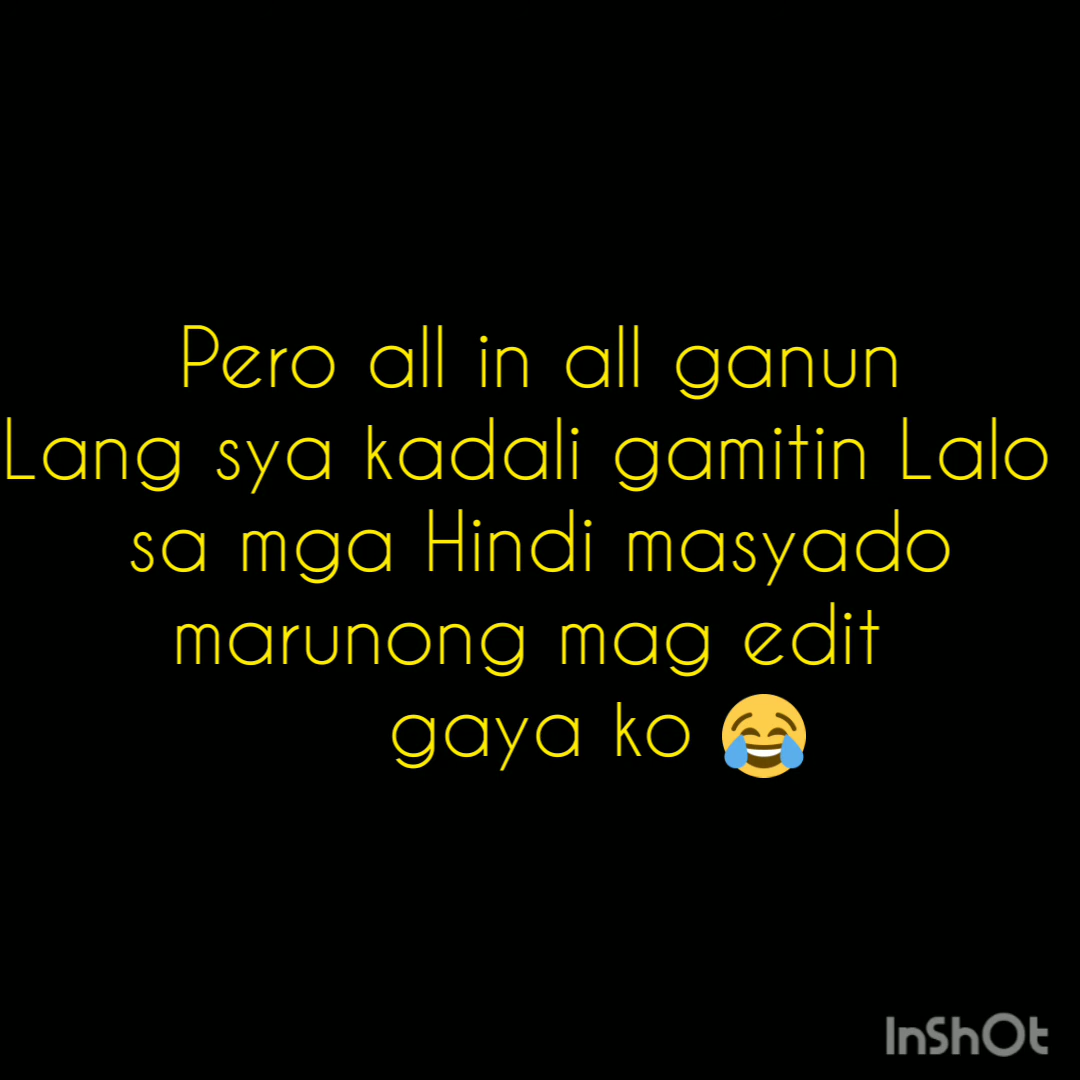 Pero all in all ganun
Lang sya kadali gamitin Lalo
sa mga Hindi masyado
marunong mag edit
gaya ko 😂
InShOt